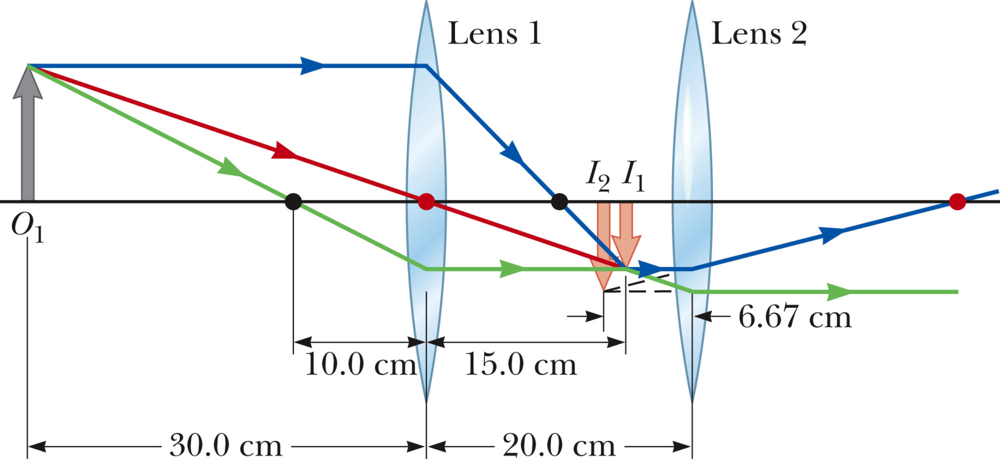 Lens 1
Lens 2
I2 I1
O1
6.67 cm
10.0 cm
15.0 cm
30.0 cm
20.0 cm